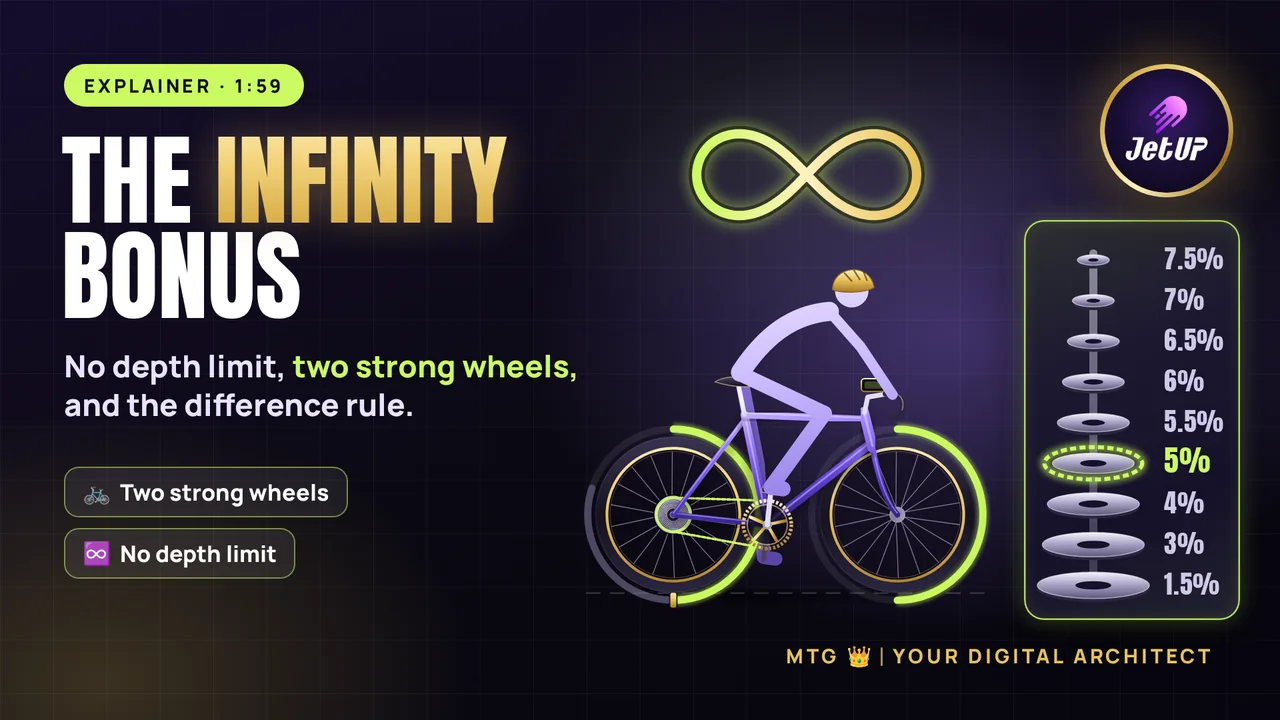 EXPLAINER · 1:59
THE INFINITY
BONUS
No depth limit, two strong wheels,
and the difference rule.
🚲 Two strong wheels
♾️ No depth limit
JetUP
7.5%
7%
6.5%
6%
5.5%
5%
4%
3%
1.5%
MTG 👑 | YOUR DIGITAL ARCHITECT